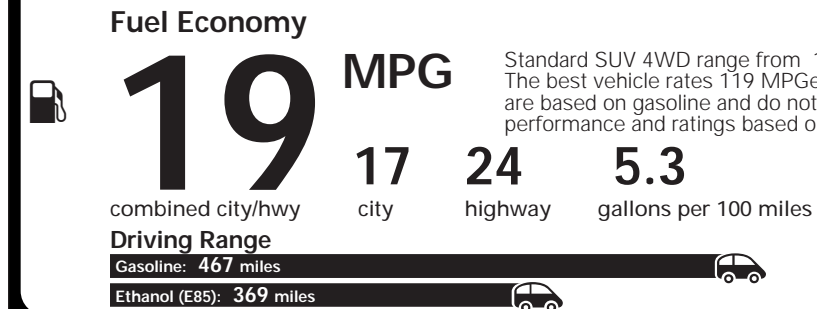 Fuel Economy
19 MPG
Standard SUV 4WD range from
The best vehicle rates 119 MPGe
are based on gasoline and do not
performance and ratings based
17 24 5.3
combined city/hwy city highway gallons per 100 miles
Driving Range
Gasoline: 467 miles
Ethanol (E85): 369 miles